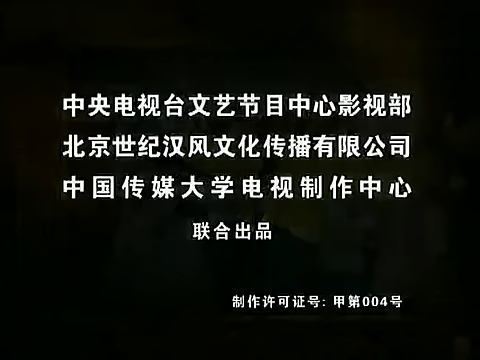 中央电视台文艺节目中心影视部
北京世纪汉风文化传播有限公司
中国传媒大学电视制作中心
联合出品
制作许可证号: 甲第004号